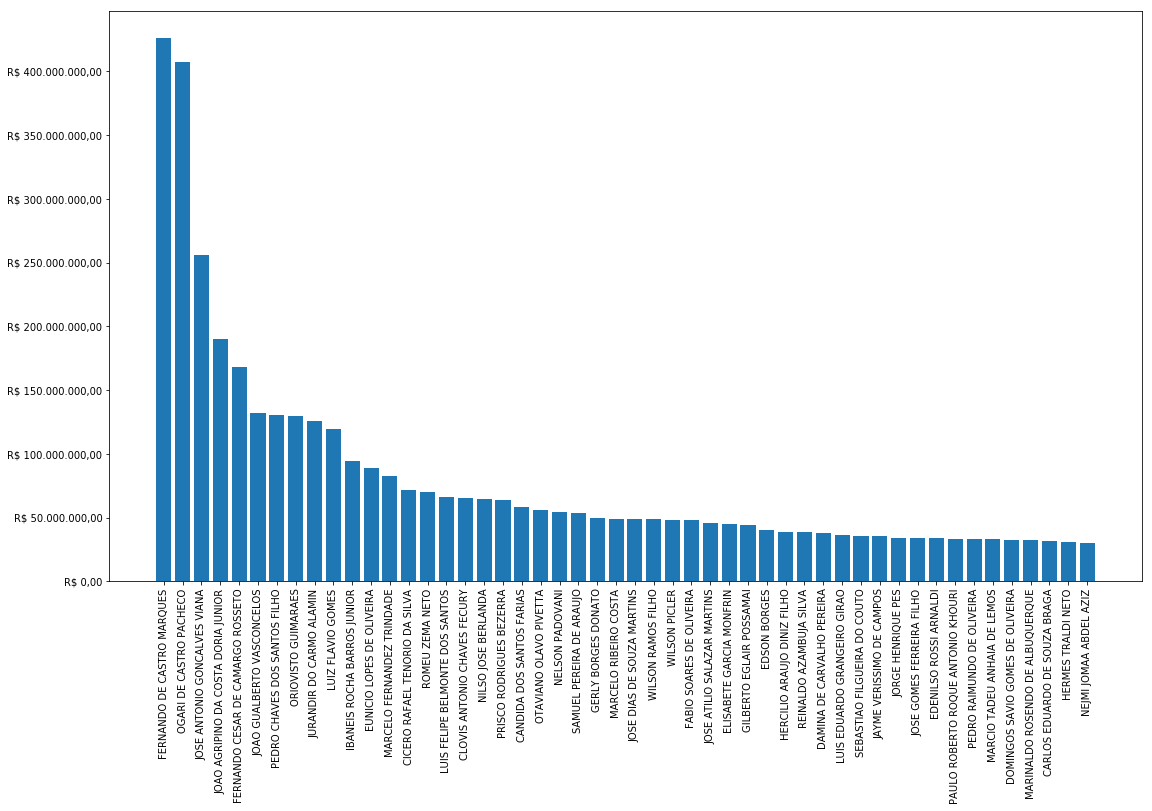 R$ 400.000.000,00
R$ 350.000.000,00
R$ 300.000.000,00
R$ 250.000.000,00
R$ 200.000.000,00
R$ 150.000.000,00
R$ 100.000.000,00
R$ 50.000.000,00
R$ 0,00
FERNANDO DE CASTRO MARQUES
OGARI DE CASTRO PACHECO
JOSE ANTONIO GONCALVES VIANA
JOAO AGRIPINO DA COSTA DORIA JUNIOR
FERNANDO CESAR DE CAMARGO ROSSETO
JOAO GUALBERTO VASCONCELOS
PEDRO CHAVES DOS SANTOS FILHO
ORIOVISTO GUIMARAES
JURANDIR DO CARMO ALAMIN
LUIZ FLAVIO GOMES
IBANEIS ROCHA BARROS JUNIOR
EUNICIO LOPES DE OLIVEIRA
MARCELO FERNANDEZ TRINDADE
CICERO RAFAEL TENORIO DA SILVA
ROMEU ZEMA NETO
LUIS FELIPE BELMONTE DOS SANTOS
CLOVIS ANTONIO CHAVES FECURY
NILSO JOSE BERLANDA
PRISCO RODRIGUES BEZERRA
CANDIDA DOS SANTOS FARIAS
OTAVIANO OLAVO PIVETTA
NELSON PADOVANI
SAMUEL PEREIRA DE ARAUJO
GERLY BORGES DONATO
MARCELO RIBEIRO COSTA
JOSE DIAS DE SOUZA MARTINS
WILSON RAMOS FILHO
WILSON PICLER
FABIO SOARES DE OLIVEIRA
JOSE ATILIO SALAZAR MARTINS
ELISABETE GARCIA MONFRIN
GILBERTO EGLAIR POSSAMAI
EDSON BORGES
HERCILIO ARAUJO DINIZ FILHO
REINALDO AZAMBUJA SILVA
DAMINA DE CARVALHO PEREIRA
LUIS EDUARDO GRANGEIRO GIRAO
SEBASTIAO FILGUEIRA DO COUTO
JAYME VERISSIMO DE CAMPOS
JORGE HENRIQUE PES
JOSE GOMES FERREIRA FILHO
EDENILSO ROSSI ARNALDI
PAULO ROBERTO ROQUE ANTONIO KHOURI
PEDRO RAIMUNDO DE OLIVEIRA
MARCIO TADEU ANHAIA DE LEMOS
DOMINGOS SAVIO GOMES DE OLIVEIRA
MARINALDO ROSENDO DE ALBUQUERQUE
CARLOS EDUARDO DE SOUZA BRAGA
HERMES TRALDI NETO
NEJMI JOMAA ABDEL AZIZ